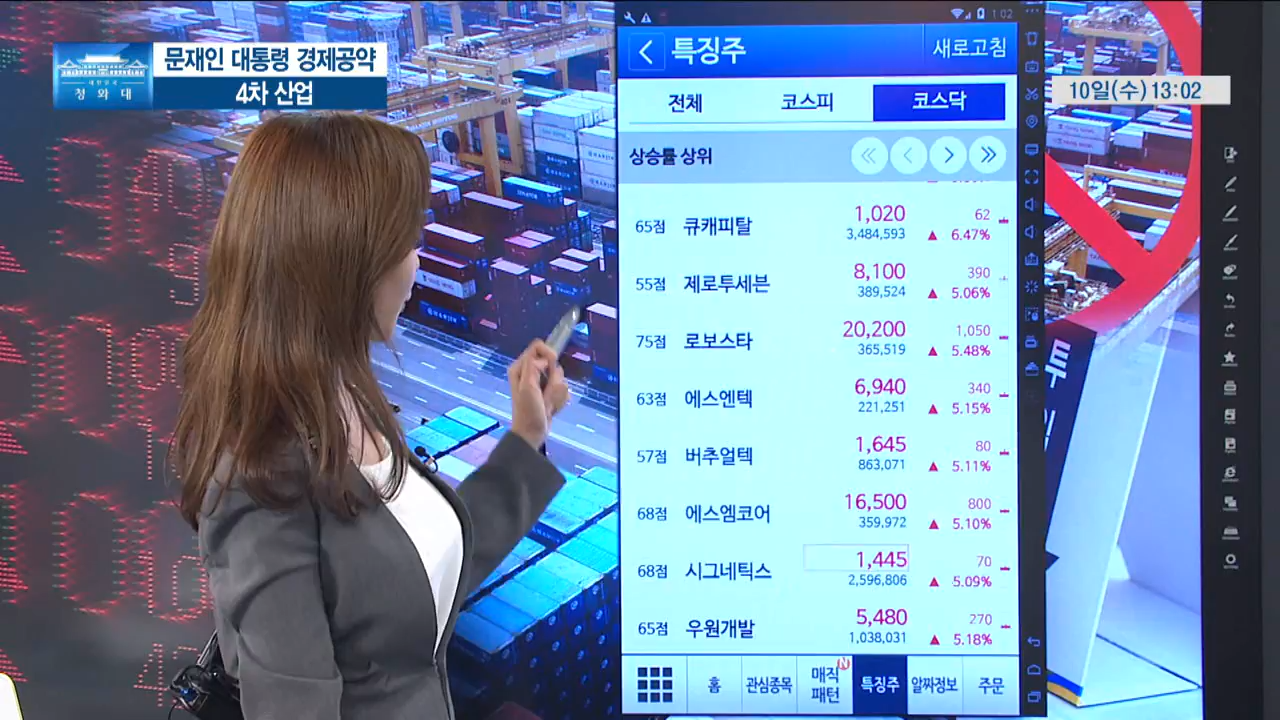 대한민국
청와대
문재인 대통령 경제공약
4차 산업
10일(수) 13:02
1:02
특징주
새로고침
전체
코스피
코스닥
상승률 상위
65점 큐캐피탈 1,020 62
3,484,593 ▲ 6.47%
55점 제로투세븐 8,100 390
389,524 ▲ 5.06%
75점 로보스타 20,200 1,050
365,519 ▲ 5.48%
63점 에스엔텍 6,940 340
221,251 ▲ 5.15%
57점 버추얼텍 1,645 80
863,071 ▲ 5.11%
68점 에스엠코어 16,500 800
359,972 ▲ 5.10%
68점 시그네틱스 1,445 70
2,596,806 ▲ 5.09%
65점 우원개발 5,480 270
1,038,031 ▲ 5.18%
홈
관심종목
매직
패턴
N
특징주
알짜정보
주문
투